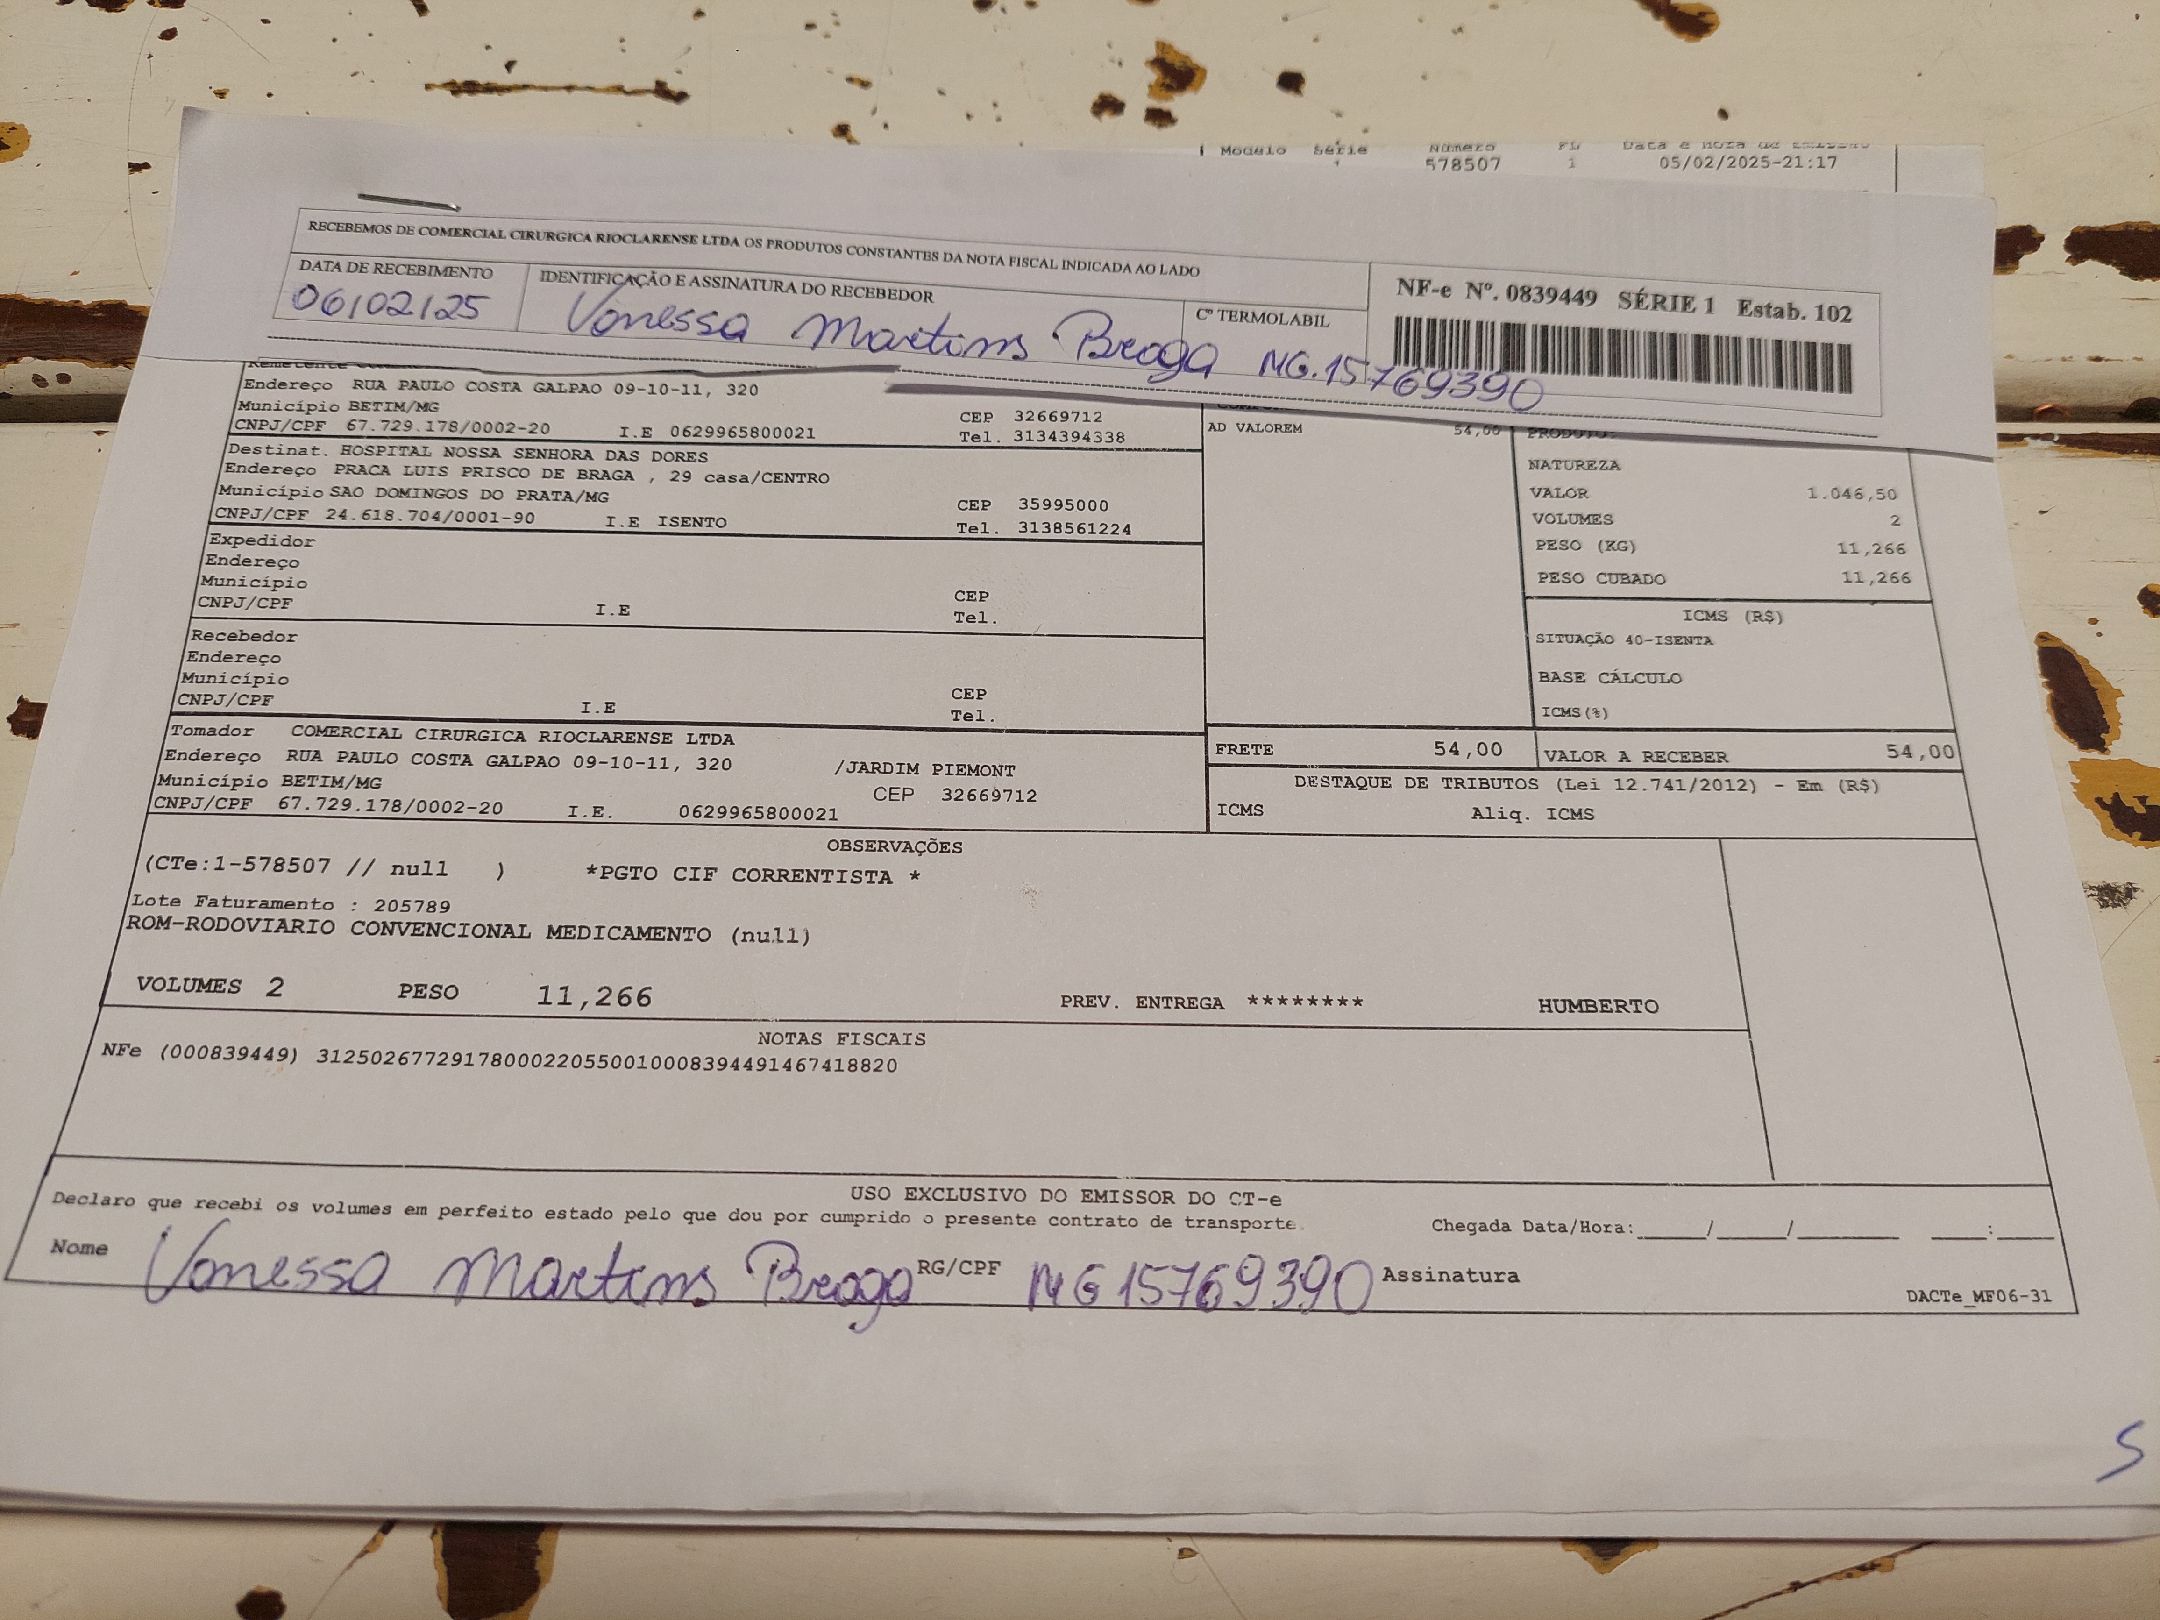 Modelo Série Número FL Data e Hora de Emissão
578507 1 05/02/2025-21:17
RECEBEMOS DE COMERCIAL CIRURGICA RIOCLARENSE LTDA OS PRODUTOS CONSTANTES DA NOTA FISCAL INDICADA AO LADO
DATA DE RECEBIMENTO
06/02/25
IDENTIFICAÇÃO E ASSINATURA DO RECEBEDOR
Vanessa Martins Braga MG.15769390
Cº TERMOLABIL
NF-e Nº. 0839449 SÉRIE 1 Estab. 102
Remetente
Endereço RUA PAULO COSTA GALPAO 09-10-11, 320
Município BETIM/MG CEP 32669712
CNPJ/CPF 67.729.178/0002-20 I.E 0629965800021 Tel. 3134394338
Destinat. HOSPITAL NOSSA SENHORA DAS DORES
Endereço PRACA LUIS PRISCO DE BRAGA , 29 casa/CENTRO
Município SAO DOMINGOS DO PRATA/MG CEP 35995000
CNPJ/CPF 24.618.704/0001-90 I.E ISENTO Tel. 3138561224
Expedidor
Endereço
Município CEP
CNPJ/CPF I.E Tel.
Recebedor
Endereço
Município CEP
CNPJ/CPF I.E Tel.
Tomador COMERCIAL CIRURGICA RIOCLARENSE LTDA
Endereço RUA PAULO COSTA GALPAO 09-10-11, 320 /JARDIM PIEMONT
Município BETIM/MG CEP 32669712
CNPJ/CPF 67.729.178/0002-20 I.E. 0629965800021
AD VALOREM 54,00
NATUREZA
VALOR 1.046,50
VOLUMES 2
PESO (KG) 11,266
PESO CUBADO 11,266
ICMS (R$)
SITUAÇÃO 40-ISENTA
BASE CÁLCULO
ICMS(%)
FRETE 54,00 VALOR A RECEBER 54,00
DESTAQUE DE TRIBUTOS (Lei 12.741/2012) - Em (R$)
ICMS Aliq. ICMS
OBSERVAÇÕES
(CTe:1-578507 // null ) *PGTO CIF CORRENTISTA *
Lote Faturamento : 205789
ROM-RODOVIARIO CONVENCIONAL MEDICAMENTO (null)
VOLUMES 2 PESO 11,266 PREV. ENTREGA ******** HUMBERTO
NOTAS FISCAIS
NFe (000839449) 31250267729178000220550010008394491467418820
USO EXCLUSIVO DO EMISSOR DO CT-e
Declaro que recebi os volumes em perfeito estado pelo que dou por cumprido o presente contrato de transporte. Chegada Data/Hora:_____/_____/_______ ____:____
Nome Vanessa Martins Braga RG/CPF MG15769390 Assinatura
DACTe_MF06-31
S